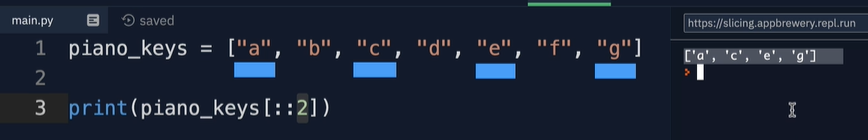 main.py saved
https://slicing.appbrewery.repl.run
1 piano_keys = ["a", "b", "c", "d", "e", "f", "g"]
2
3 print(piano_keys[::2])
['a', 'c', 'e', 'g']
>